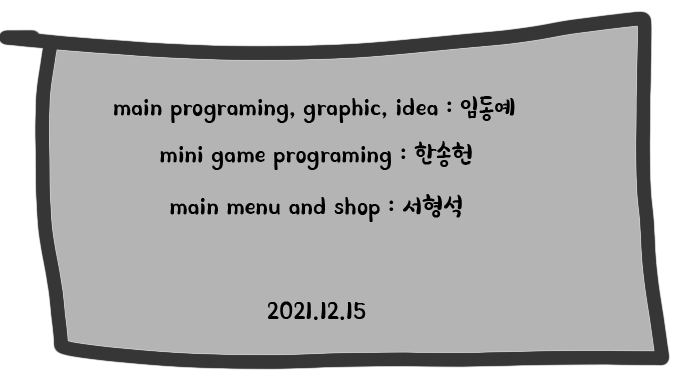 main programing, graphic, idea : 임동예
mini game programing : 한송헌
main menu and shop : 서형석
2021.12.15